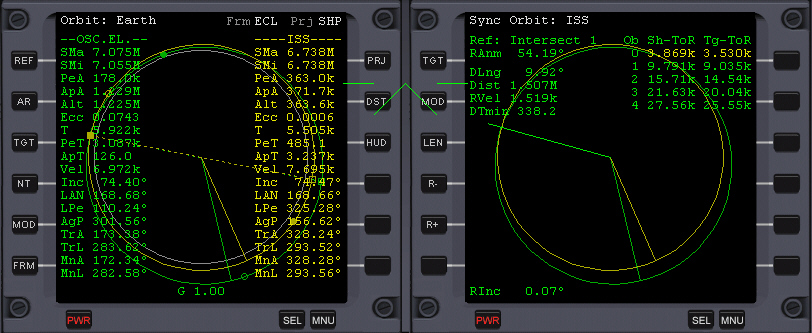 Orbit: Earth Frm ECL Prj SHP
--OSC.EL.-- ----ISS----
SMa 7.075M SMa 6.738M
SMi 7.055M SMi 6.738M
PeA 178.0k PeA 363.0k
ApA 1.229M ApA 371.7k
Alt 1.225M Alt 363.6k
Ecc 0.0743 Ecc 0.0006
T 5.922k T 5.505k
PeT 3.087k PeT 485.1
ApT 126.0 ApT 3.237k
Vel 6.972k Vel 7.695k
Inc 74.40° Inc 74.47°
LAN 168.68° LAN 168.66°
LPe 110.24° LPe 325.28°
AgP 301.56° AgP 156.62°
TrA 173.38° TrA 328.24°
TrL 283.62° TrL 293.52°
MnA 172.34° MnA 328.28°
MnL 282.58° MnL 293.56°
G 1.00
REF
AR
TGT
NT
MOD
FRM
PRJ
DST
HUD
PWR
SEL
MNU
Sync Orbit: ISS
Ref: Intersect 1 Ob Sh-ToR Tg-ToR
RAnm 54.19° 0 3.869k 3.530k
DLng 9.92° 1 9.791k 9.035k
Dist 1.507M 2 15.71k 14.54k
RVel 1.519k 3 21.63k 20.04k
DTmin 338.2 4 27.56k 25.55k
RInc 0.07°
TGT
MOD
LEN
R-
R+
PWR
SEL
MNU